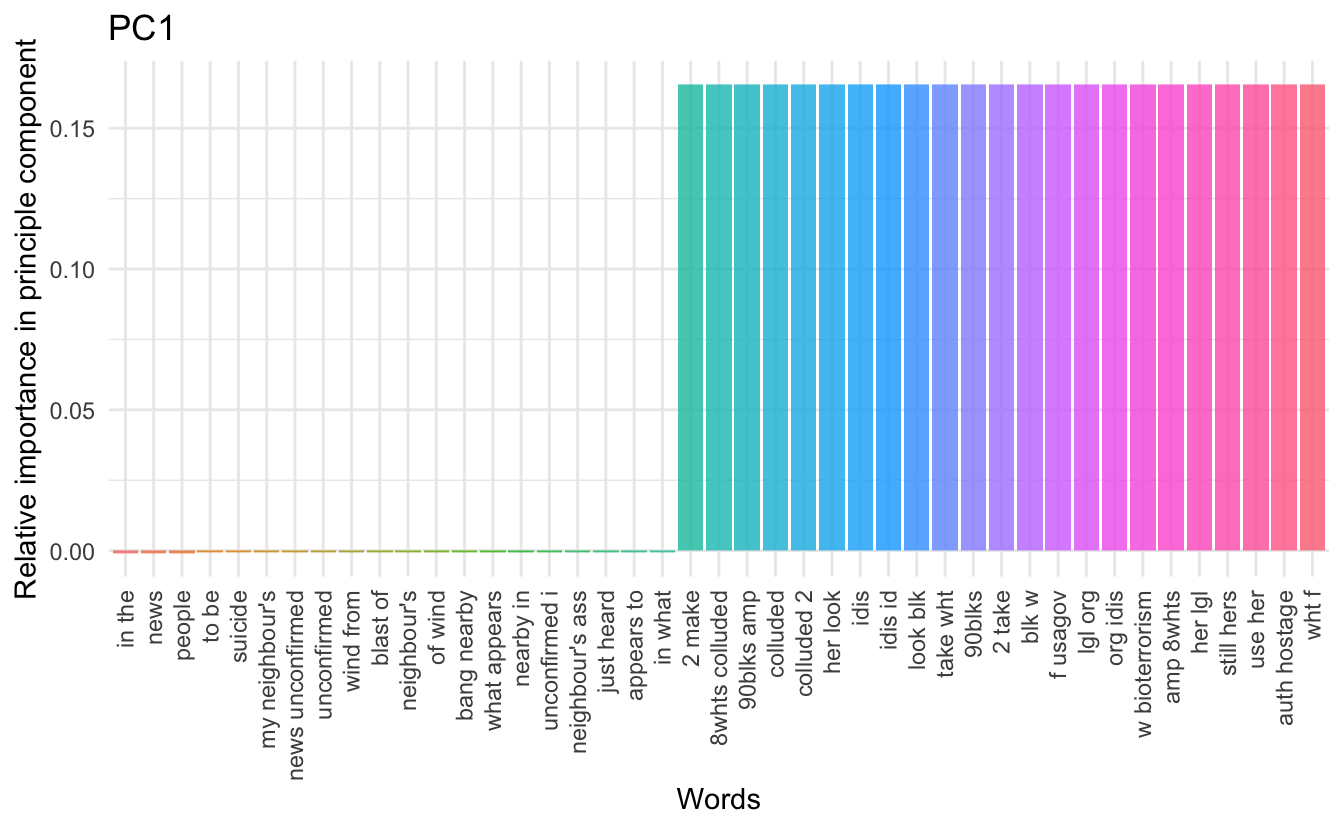 PC1
Relative importance in principle component
0.15
0.10
0.05
0.00
in the
news
people
to be
suicide
my neighbour's
news unconfirmed
unconfirmed
wind from
blast of
neighbour's
of wind
bang nearby
what appears
nearby in
unconfirmed i
neighbour's ass
just heard
appears to
in what
2 make
8whts colluded
90blks amp
colluded
colluded 2
her look
idis
idis id
look blk
take wht
90blks
2 take
blk w
f usagov
lgl org
org idis
w bioterrorism
amp 8whts
her lgl
still hers
use her
auth hostage
wht f
Words